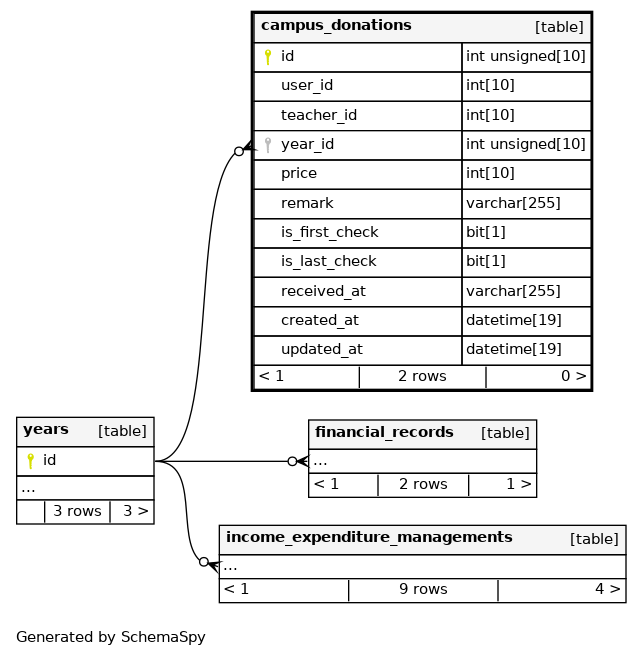 campus_donations [table]
id int unsigned[10]
user_id int[10]
teacher_id int[10]
year_id int unsigned[10]
price int[10]
remark varchar[255]
is_first_check bit[1]
is_last_check bit[1]
received_at varchar[255]
created_at datetime[19]
updated_at datetime[19]
< 1 2 rows 0 >
years [table]
id
...
3 rows 3 >
financial_records [table]
...
< 1 2 rows 1 >
income_expenditure_managements [table]
...
< 1 9 rows 4 >
Generated by SchemaSpy